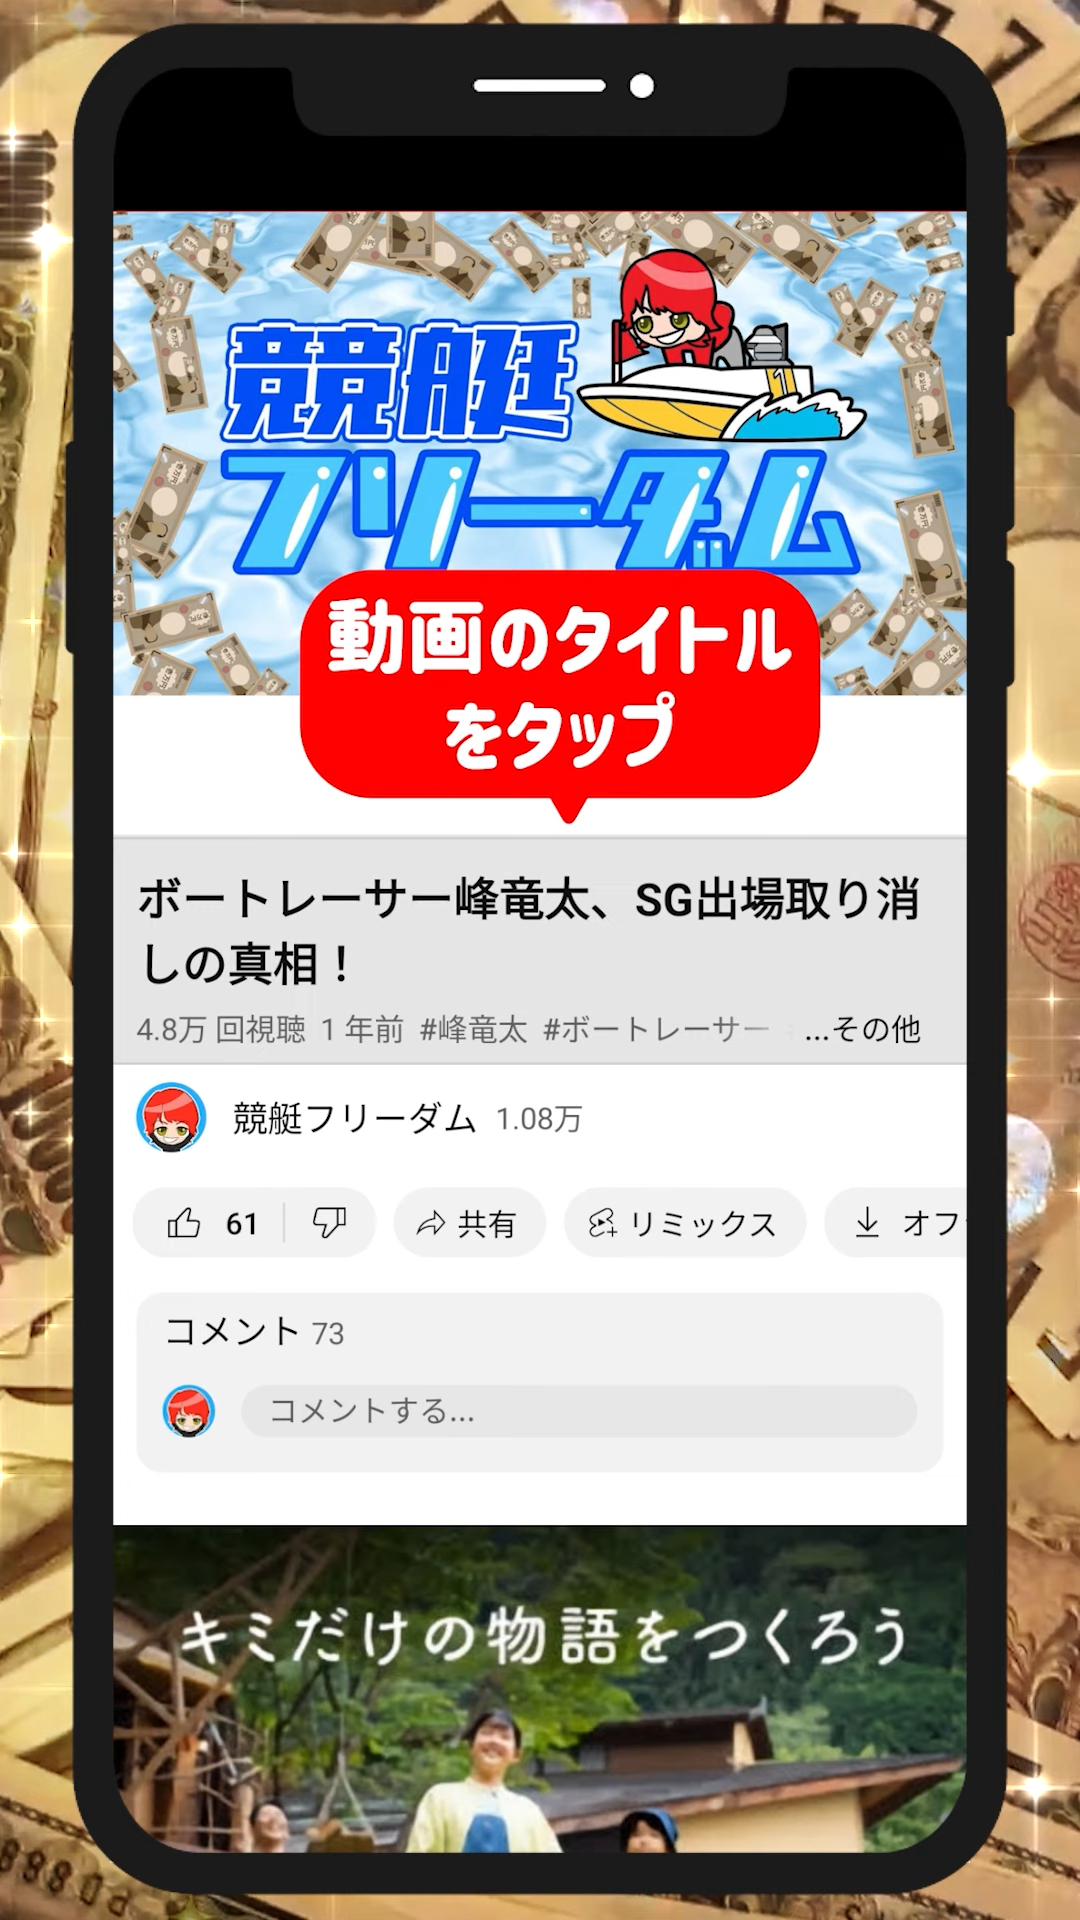 競艇
フリーダム
動画のタイトル
をタップ
ボートレーサー峰竜太、SG出場取り消
しの真相！
4.8万 回視聴 1 年前 #峰竜太 #ボートレーサー ...その他
競艇フリーダム 1.08万
61 共有 リミックス オフ
コメント 73
コメントする...
キミだけの物語をつくろう